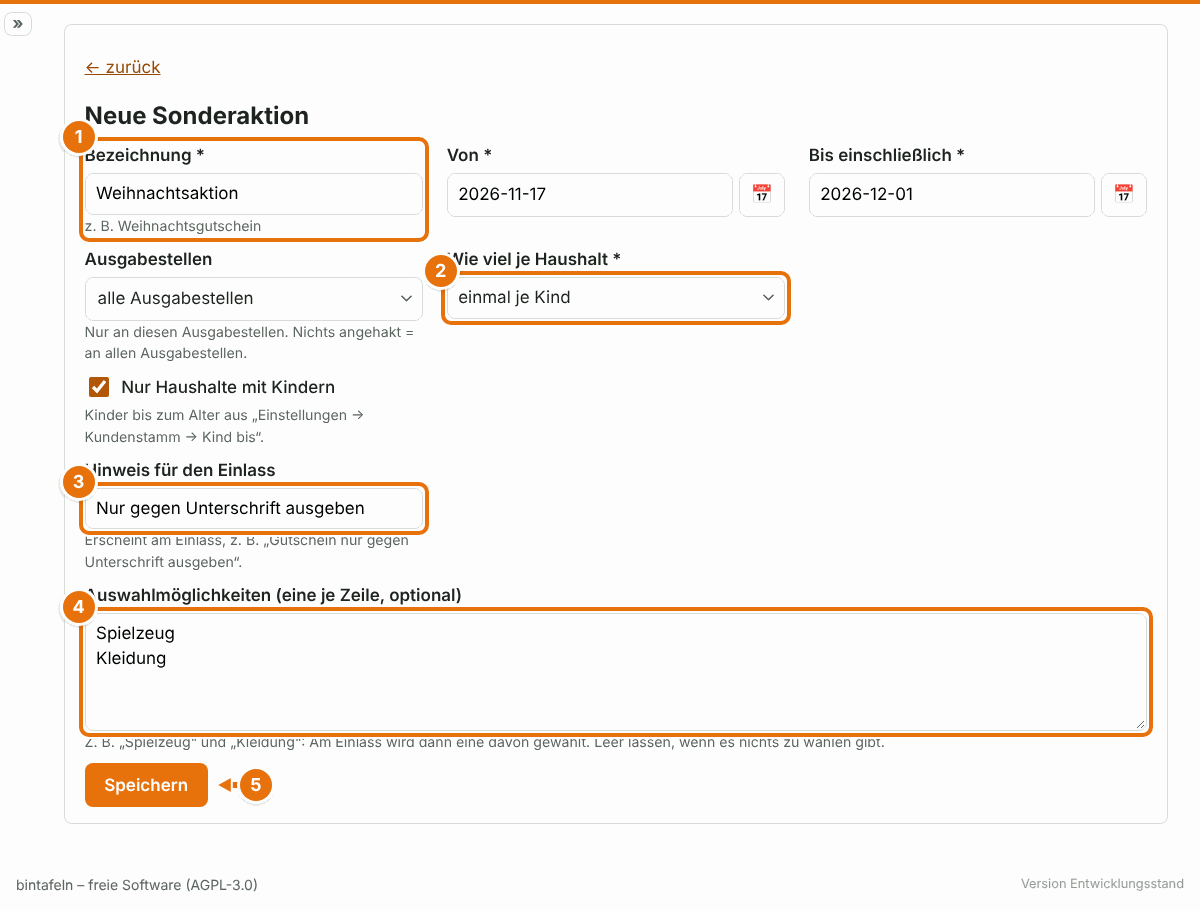 »
← zurück
Neue Sonderaktion
1
Bezeichnung *
Von *
Bis einschließlich *
Weihnachtsaktion
2026-11-17
2026-12-01
z. B. Weihnachtsgutschein
Ausgabestellen
2
Wie viel je Haushalt *
alle Ausgabestellen
einmal je Kind
Nur an diesen Ausgabestellen. Nichts angehakt =
an allen Ausgabestellen.
Nur Haushalte mit Kindern
Kinder bis zum Alter aus „Einstellungen →
Kundenstamm → Kind bis“.
3
Hinweis für den Einlass
Nur gegen Unterschrift ausgeben
Erscheint am Einlass, z. B. „Gutschein nur gegen
Unterschrift ausgeben“.
4
Auswahlmöglichkeiten (eine je Zeile, optional)
Spielzeug
Kleidung
Z. B. „Spielzeug“ und „Kleidung“: Am Einlass wird dann eine davon gewählt. Leer lassen, wenn es nichts zu wählen gibt.
Speichern
5
bintafeln – freie Software (AGPL-3.0)
Version Entwicklungsstand